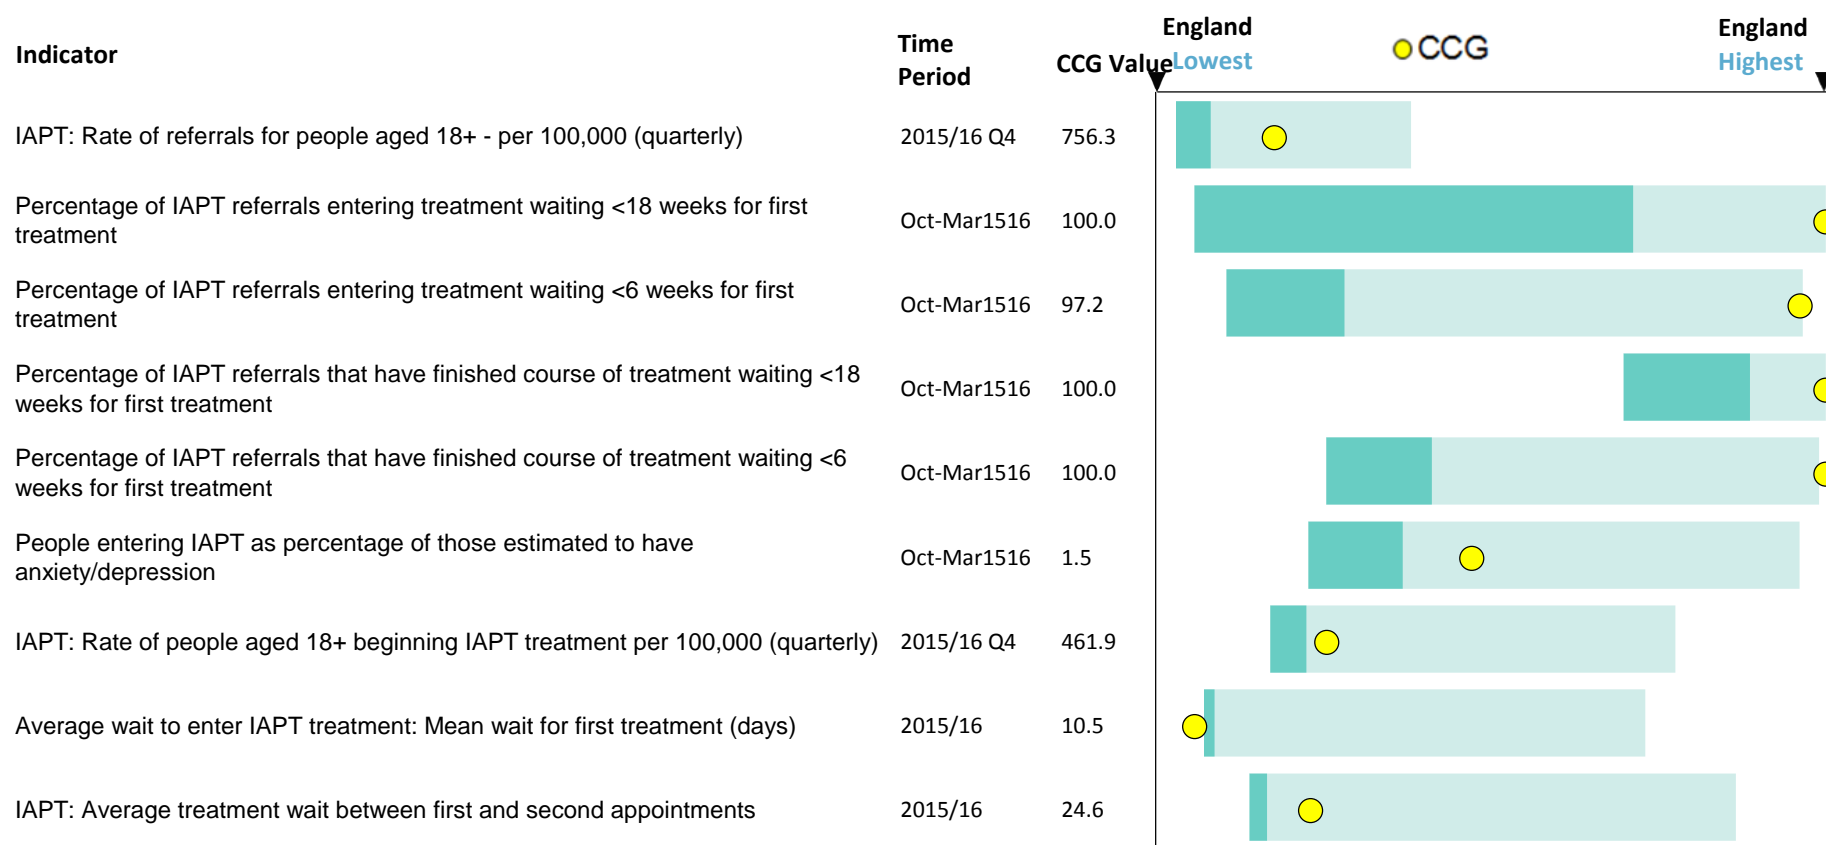 Indicator
Time
Period
CCG Value
England
Lowest
CCG
England
Highest
IAPT: Rate of referrals for people aged 18+ - per 100,000 (quarterly) 2015/16 Q4 756.3
Percentage of IAPT referrals entering treatment waiting <18 weeks for first
treatment
Oct-Mar1516 100.0
Percentage of IAPT referrals entering treatment waiting <6 weeks for first
treatment
Oct-Mar1516 97.2
Percentage of IAPT referrals that have finished course of treatment waiting <18
weeks for first treatment
Oct-Mar1516 100.0
Percentage of IAPT referrals that have finished course of treatment waiting <6
weeks for first treatment
Oct-Mar1516 100.0
People entering IAPT as percentage of those estimated to have
anxiety/depression
Oct-Mar1516 1.5
IAPT: Rate of people aged 18+ beginning IAPT treatment per 100,000 (quarterly) 2015/16 Q4 461.9
Average wait to enter IAPT treatment: Mean wait for first treatment (days) 2015/16 10.5
IAPT: Average treatment wait between first and second appointments 2015/16 24.6